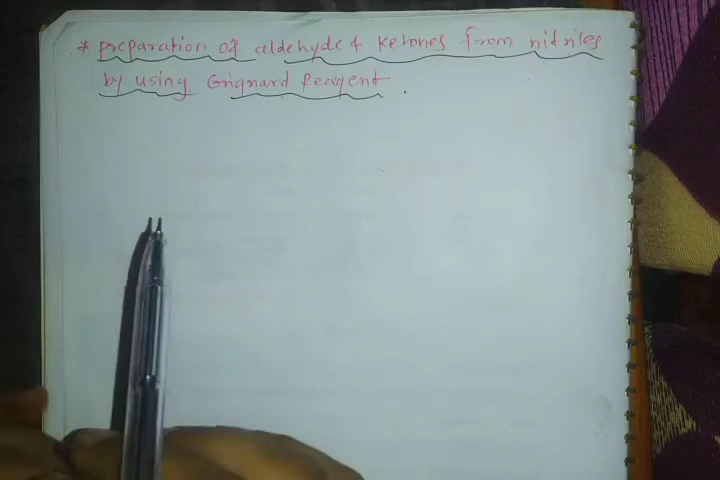 * Preparation of aldehyde & Ketones from nitriles
by using Grignard Reagent .